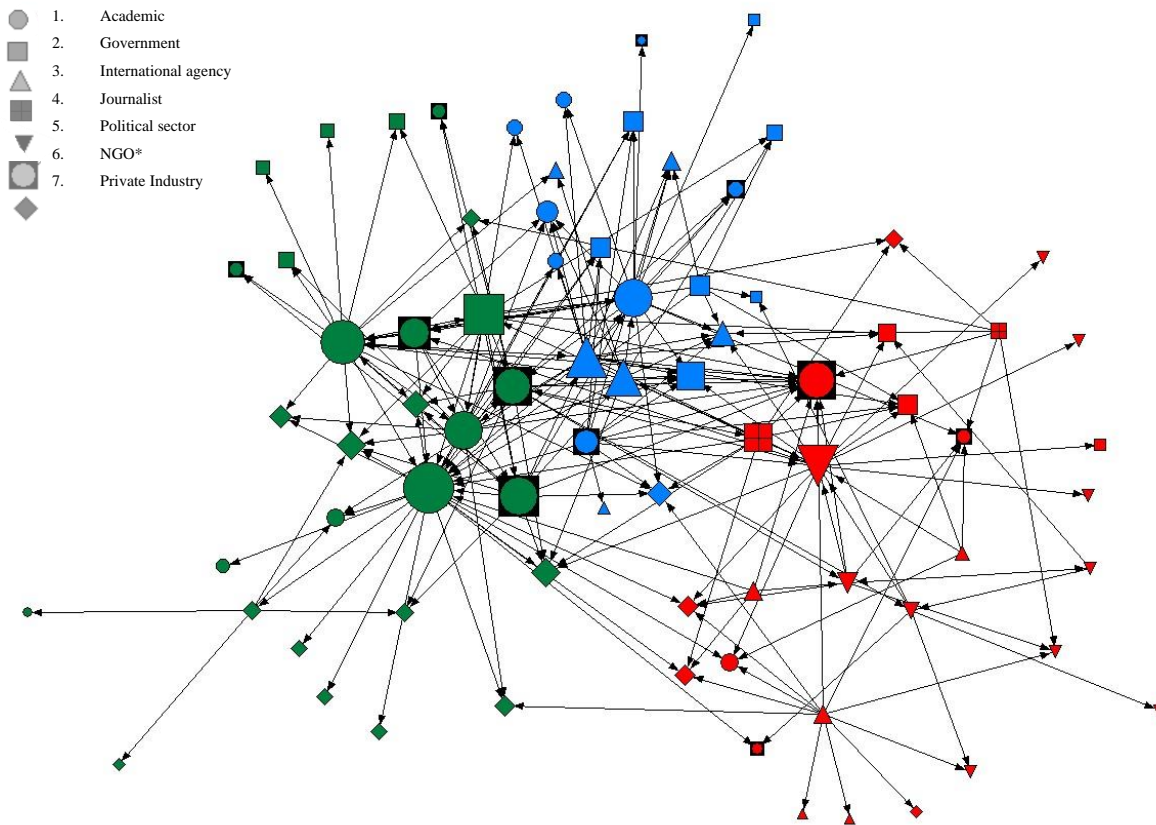 1. Academic
2. Government
3. International agency
4. Journalist
5. Political sector
6. NGO*
7. Private Industry